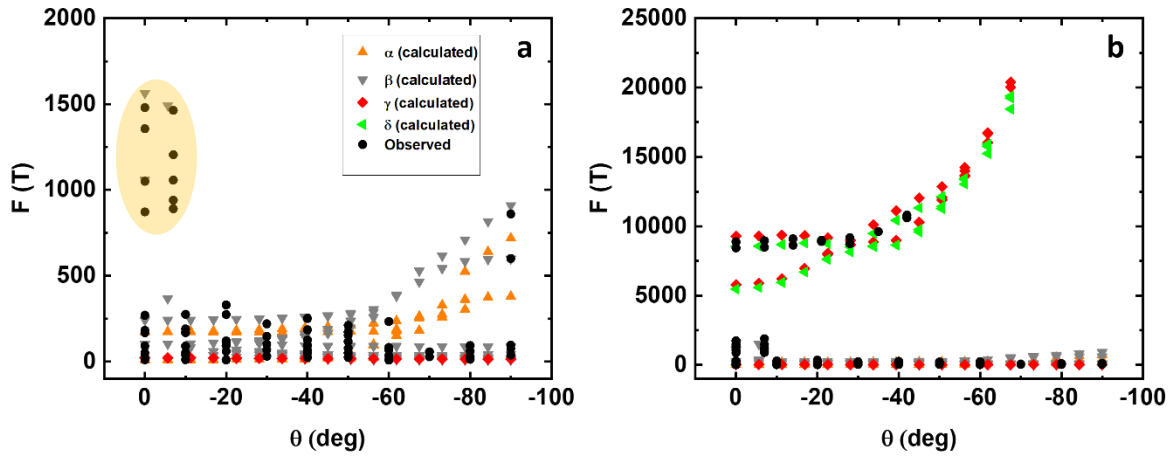 2000
1500
1000
500
0
F (T)
a
α (calculated)
β (calculated)
γ (calculated)
δ (calculated)
Observed
0 -20 -40 -60 -80 -100
θ (deg)
25000
20000
15000
10000
5000
0
F (T)
b
0 -20 -40 -60 -80 -100
θ (deg)